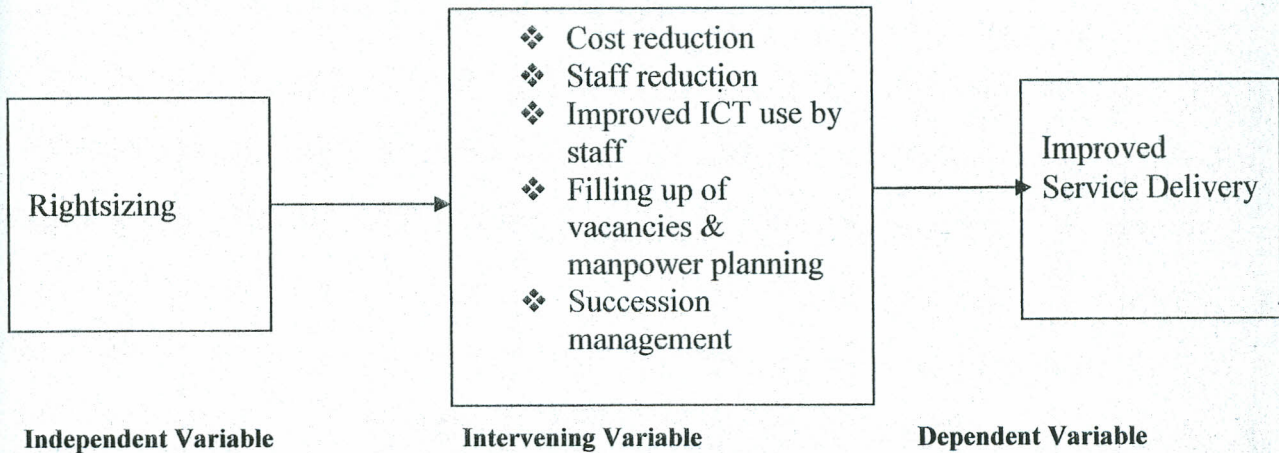 Rightsizing
❖ Cost reduction
❖ Staff reduction
❖ Improved ICT use by
staff
❖ Filling up of
vacancies &
manpower planning
❖ Succession
management
Improved
Service Delivery
Independent Variable
Intervening Variable
Dependent Variable